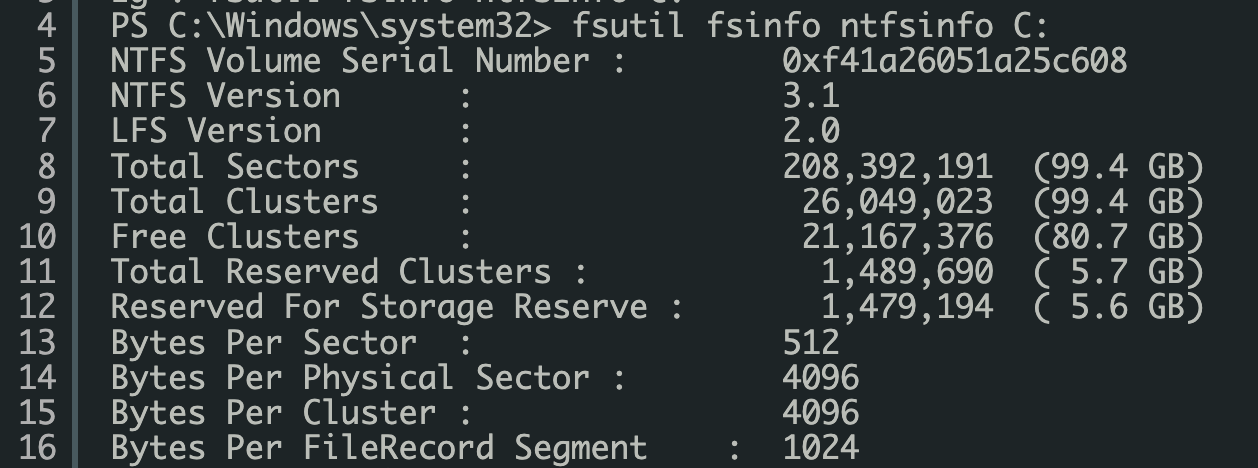 4 PS C:\Windows\system32> fsutil fsinfo ntfsinfo C:
5 NTFS Volume Serial Number :        0xf41a26051a25c608
6 NTFS Version      :                3.1
7 LFS Version       :                2.0
8 Total Sectors     :                208,392,191  (99.4 GB)
9 Total Clusters    :                 26,049,023  (99.4 GB)
10 Free Clusters     :                 21,167,376  (80.7 GB)
11 Total Reserved Clusters :            1,489,690  ( 5.7 GB)
12 Reserved For Storage Reserve :       1,479,194  ( 5.6 GB)
13 Bytes Per Sector  :                512
14 Bytes Per Physical Sector :        4096
15 Bytes Per Cluster :                4096
16 Bytes Per FileRecord Segment    :  1024